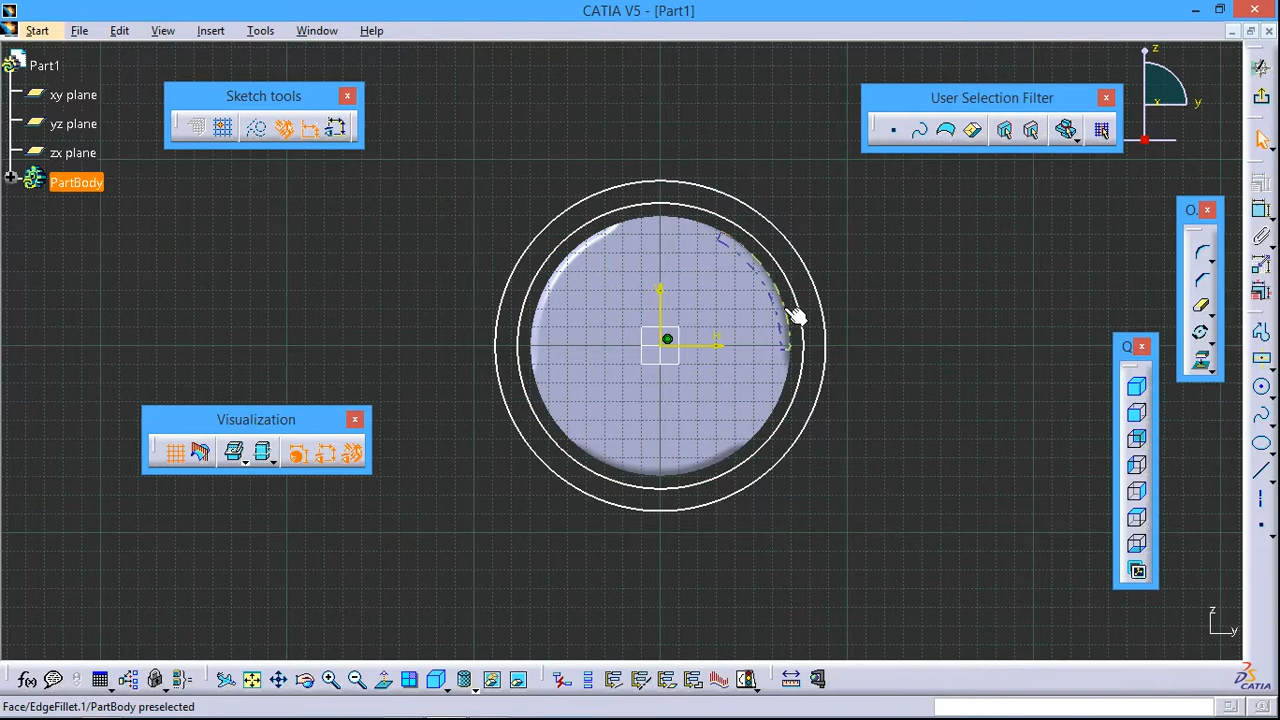 CATIA V5 - [Part1]
Start File Edit View Insert Tools Window Help
Part1
xy plane
yz plane
zx plane
PartBody
Sketch tools
User Selection Filter
z
x
y
O.
Q
Visualization
z
y
f(x)
CATIA
Face/EdgeFillet.1/PartBody preselected